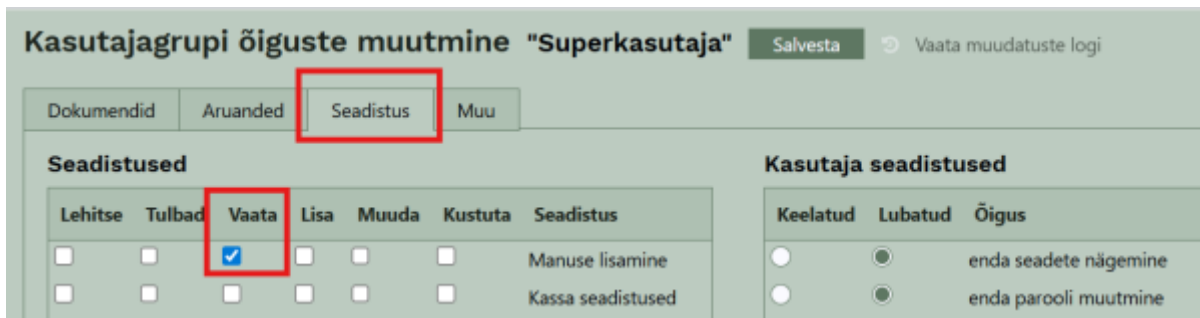 Kasutajagrupi õiguste muutmine "Superkasutaja" Salvesta Vaata muudatuste logi
Dokumendid Aruanded Seadistus Muu
Seadistused
Lehitse Tulbad Vaata Lisa Muuda Kustuta Seadistus
Manuse lisamine
Kassa seadistused
Kasutaja seadistused
Keelatud Lubatud Õigus
enda seadete nägemine
enda parooli muutmine